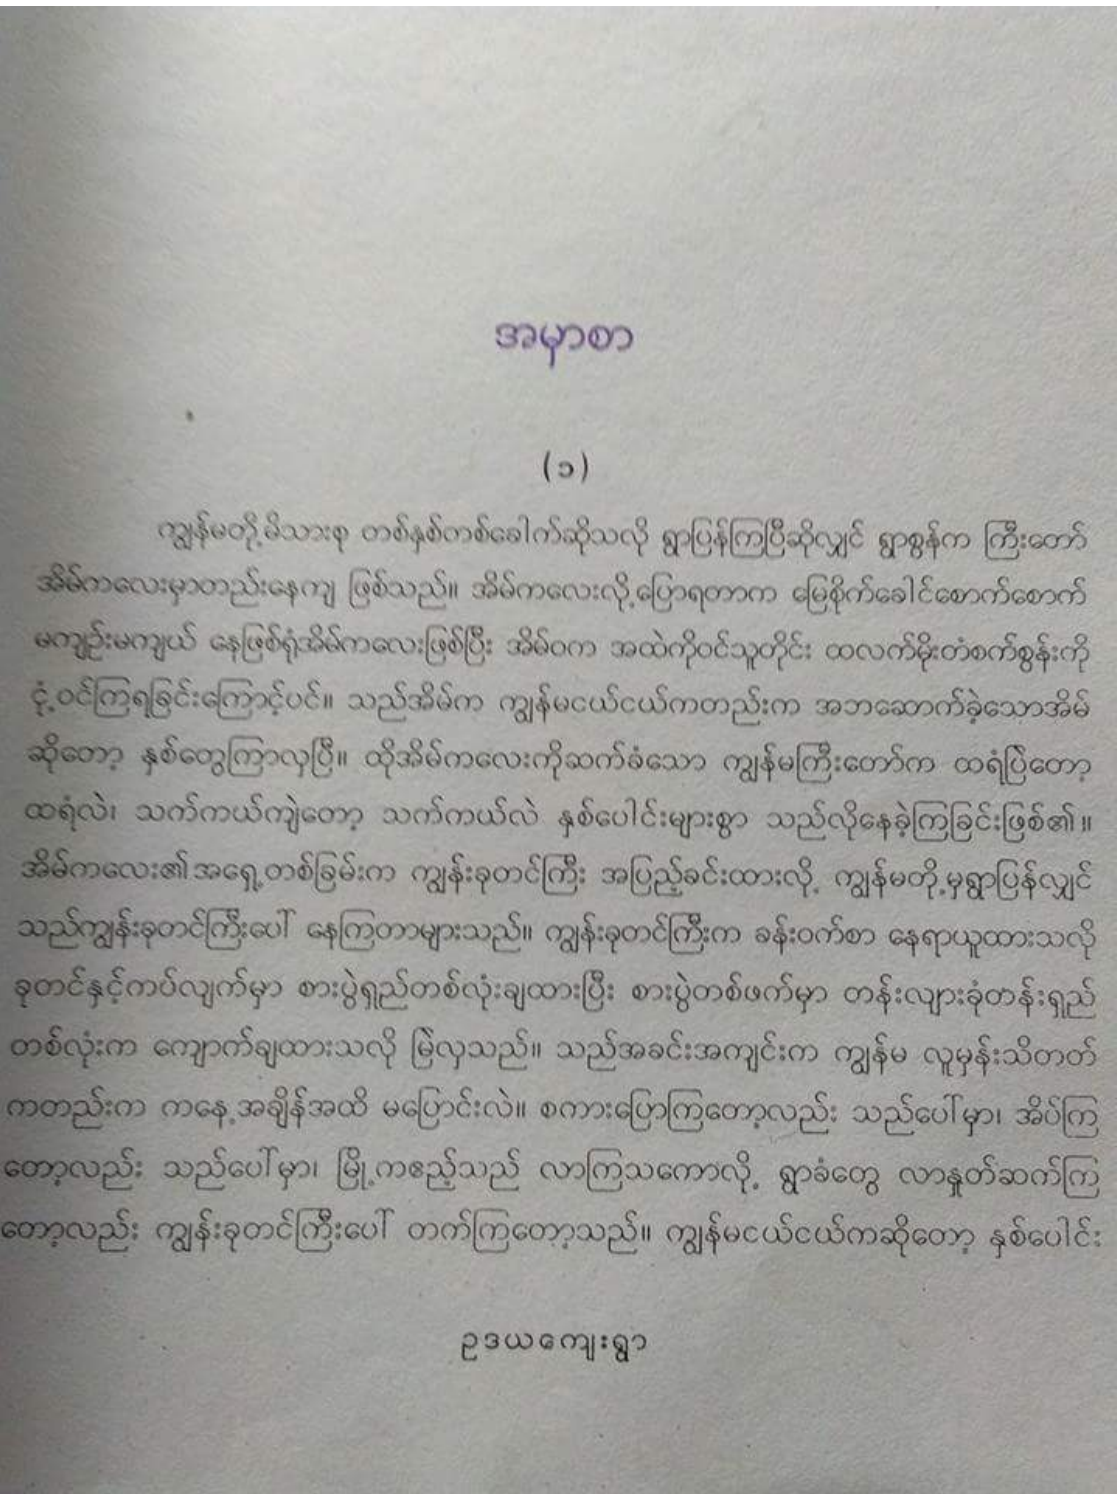 အမှာစာ
(၁)
ကျွန်မတို့မိသားစု တစ်နှစ်တစ်ခေါက်ဆိုသလို ရွာပြန်ကြပြီဆိုလျှင် ရွာစွန်က ကြီးတော်
အိမ်ကလေးမှာတည်းနေကျ ဖြစ်သည်။ အိမ်ကလေးလို့ပြောရတာက မြေစိုက်ခေါင်စောက်စောက်
မကျဉ်းမကျယ် နေဖြစ်ရုံအိမ်ကလေးဖြစ်ပြီး အိမ်ဝက အထဲကိုဝင်သူတိုင်း ထလက်မိုးတံစက်စွန်းကို
ငုံ့ဝင်ကြရခြင်းကြောင့်ပင်။ သည်အိမ်က ကျွန်မငယ်ငယ်ကတည်းက အဘဆောက်ခဲ့သောအိမ်
ဆိုတော့ နှစ်တွေကြာလှပြီ။ ထိုအိမ်ကလေးကိုဆက်ခံသော ကျွန်မကြီးတော်က ထရံပြဲတော့
ထရံလဲ၊ သက်ကယ်ကျဲတော့ သက်ကယ်လဲ နှစ်ပေါင်းများစွာ သည်လိုနေခဲ့ကြခြင်းဖြစ်၏။
အိမ်ကလေး၏အရှေ့တစ်ခြမ်းက ကျွန်းခုတင်ကြီး အပြည့်ခင်းထားလို့ ကျွန်မတို့မှရွာပြန်လျှင်
သည်ကျွန်းခုတင်ကြီးပေါ် နေကြတာများသည်။ ကျွန်းခုတင်ကြီးက ခန်းဝက်စာ နေရာယူထားသလို
ခုတင်နှင့်ကပ်လျက်မှာ စားပွဲရှည်တစ်လုံးချထားပြီး စားပွဲတစ်ဖက်မှာ တန်းလျားခုံတန်းရှည်
တစ်လုံးက ကျောက်ချထားသလို မြဲလှသည်။ သည်အခင်းအကျင်းက ကျွန်မ လူမှန်းသိတတ်
ကတည်းက ကနေ့အချိန်အထိ မပြောင်းလဲ။ စကားပြောကြတော့လည်း သည်ပေါ်မှာ၊ အိပ်ကြ
တော့လည်း သည်ပေါ်မှာ၊ မြို့ကဧည့်သည် လာကြသကောလို့ ရွာခံတွေ လာနှုတ်ဆက်ကြ
တော့လည်း ကျွန်းခုတင်ကြီးပေါ် တက်ကြတော့သည်။ ကျွန်မငယ်ငယ်ကဆိုတော့ နှစ်ပေါင်း
ဥဒယကျေးရွာ